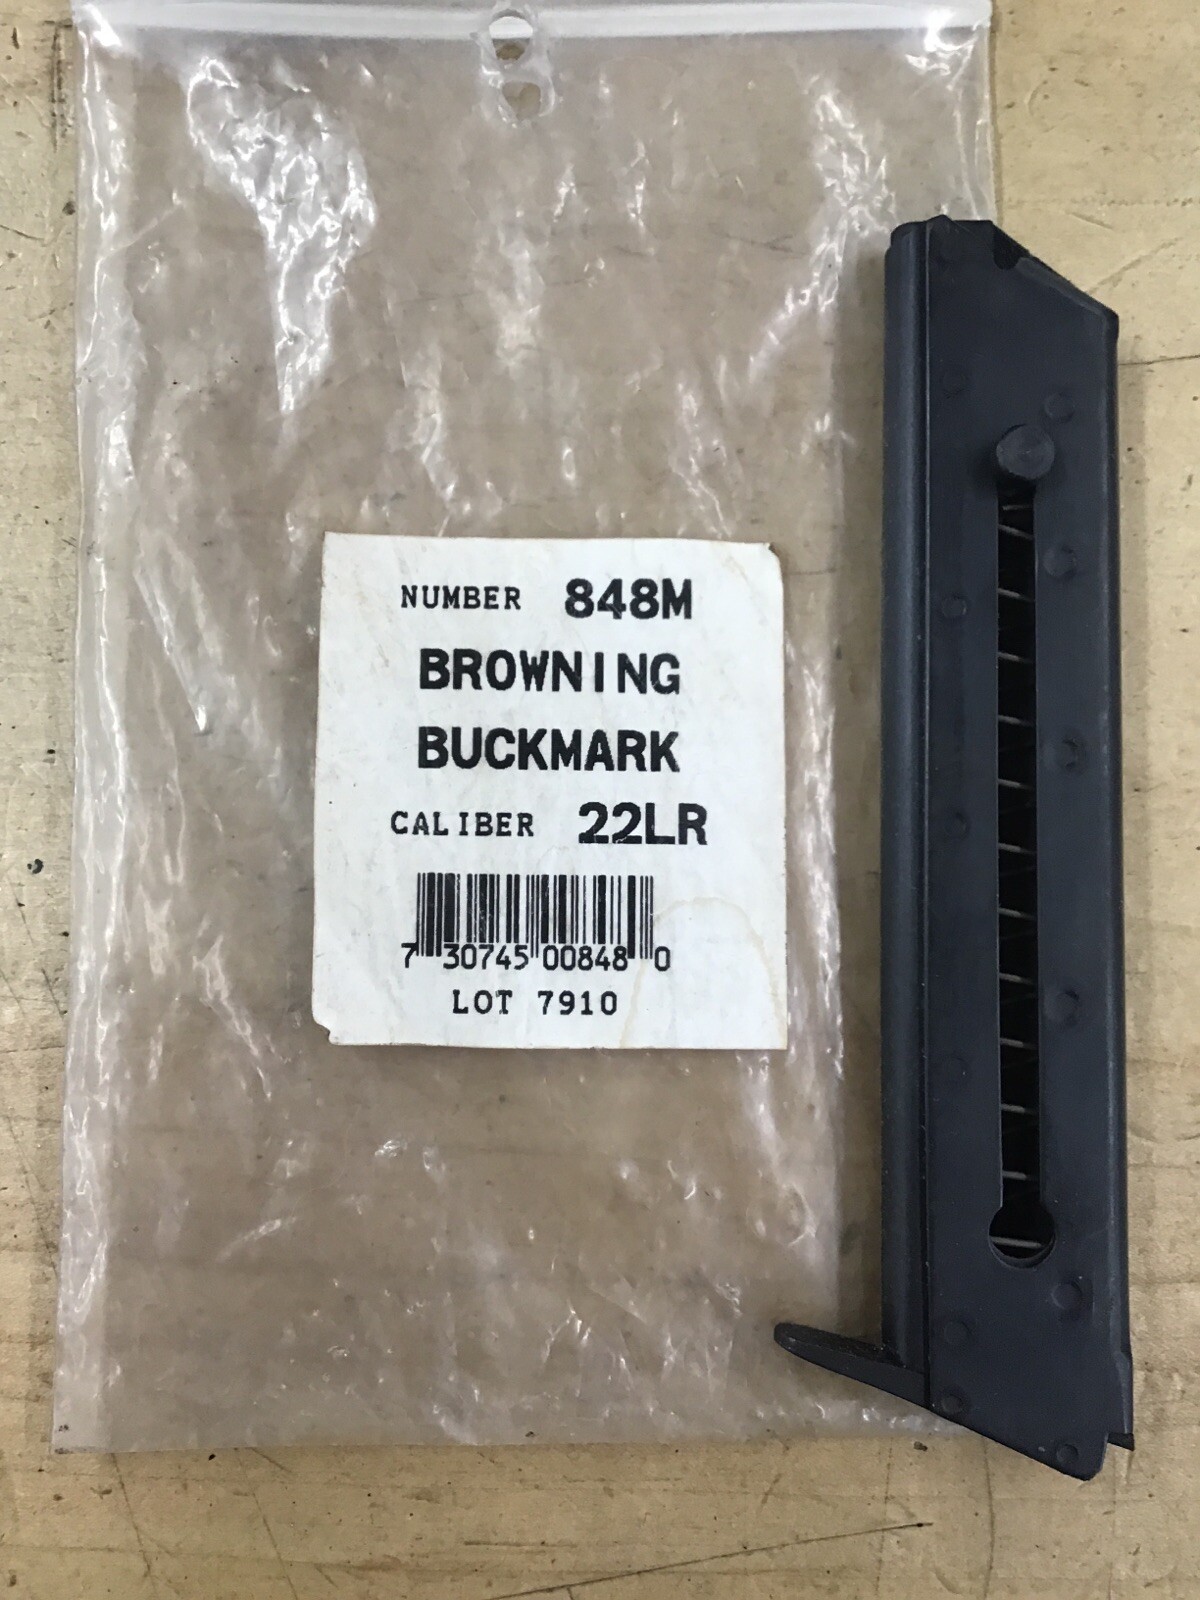 NUMBER 848M
BROWNING
BUCKMARK
CALIBER 22LR
7 30745 00848 0
LOT 7910